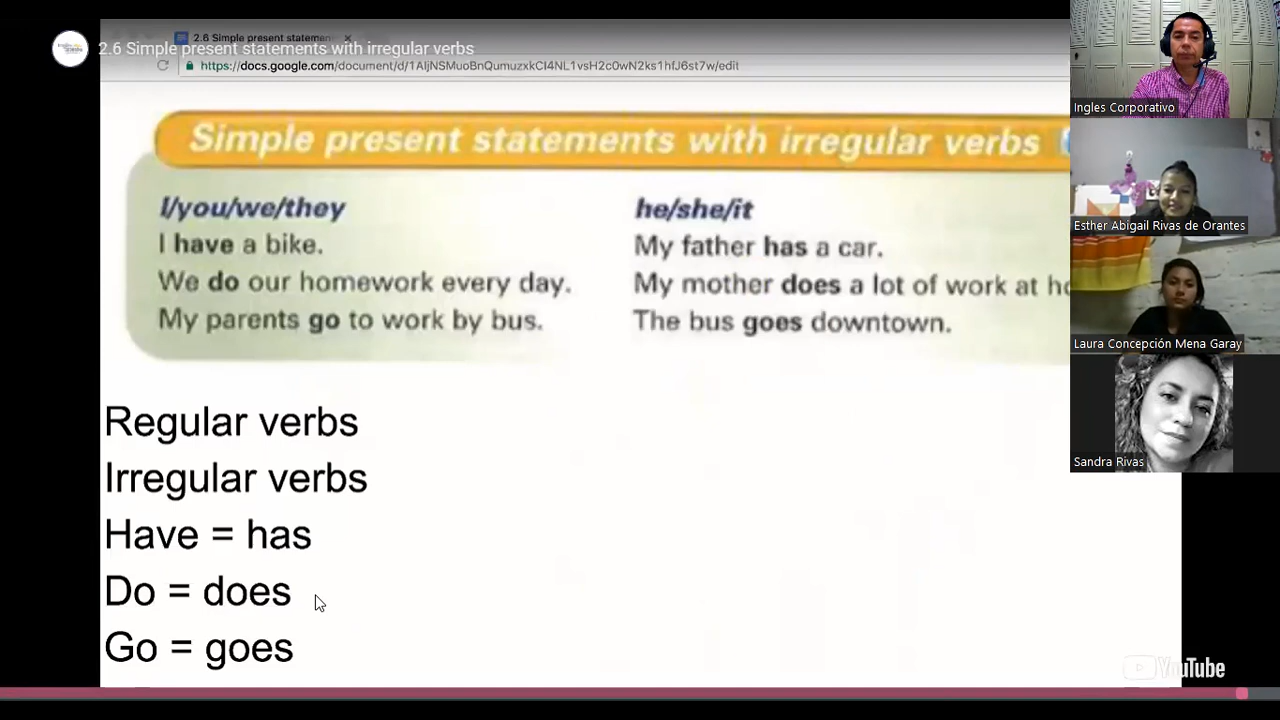 2.6 Simple present statemen
2.6 Simple present statements with irregular verbs
https://docs.google.com/document/d/
Simple present statements with irregular verbs
I/you/we/they
I have a bike.
We do our homework every day.
My parents go to work by bus.
he/she/it
My father has a car.
My mother does a lot of work at ho
The bus goes downtown.
Regular verbs
Irregular verbs
Have = has
Do = does
Go = goes
Ingles Corporativo
Esther Abigail Rivas de Orantes
Laura Concepción Mena Garay
Sandra Rivas
YouTube